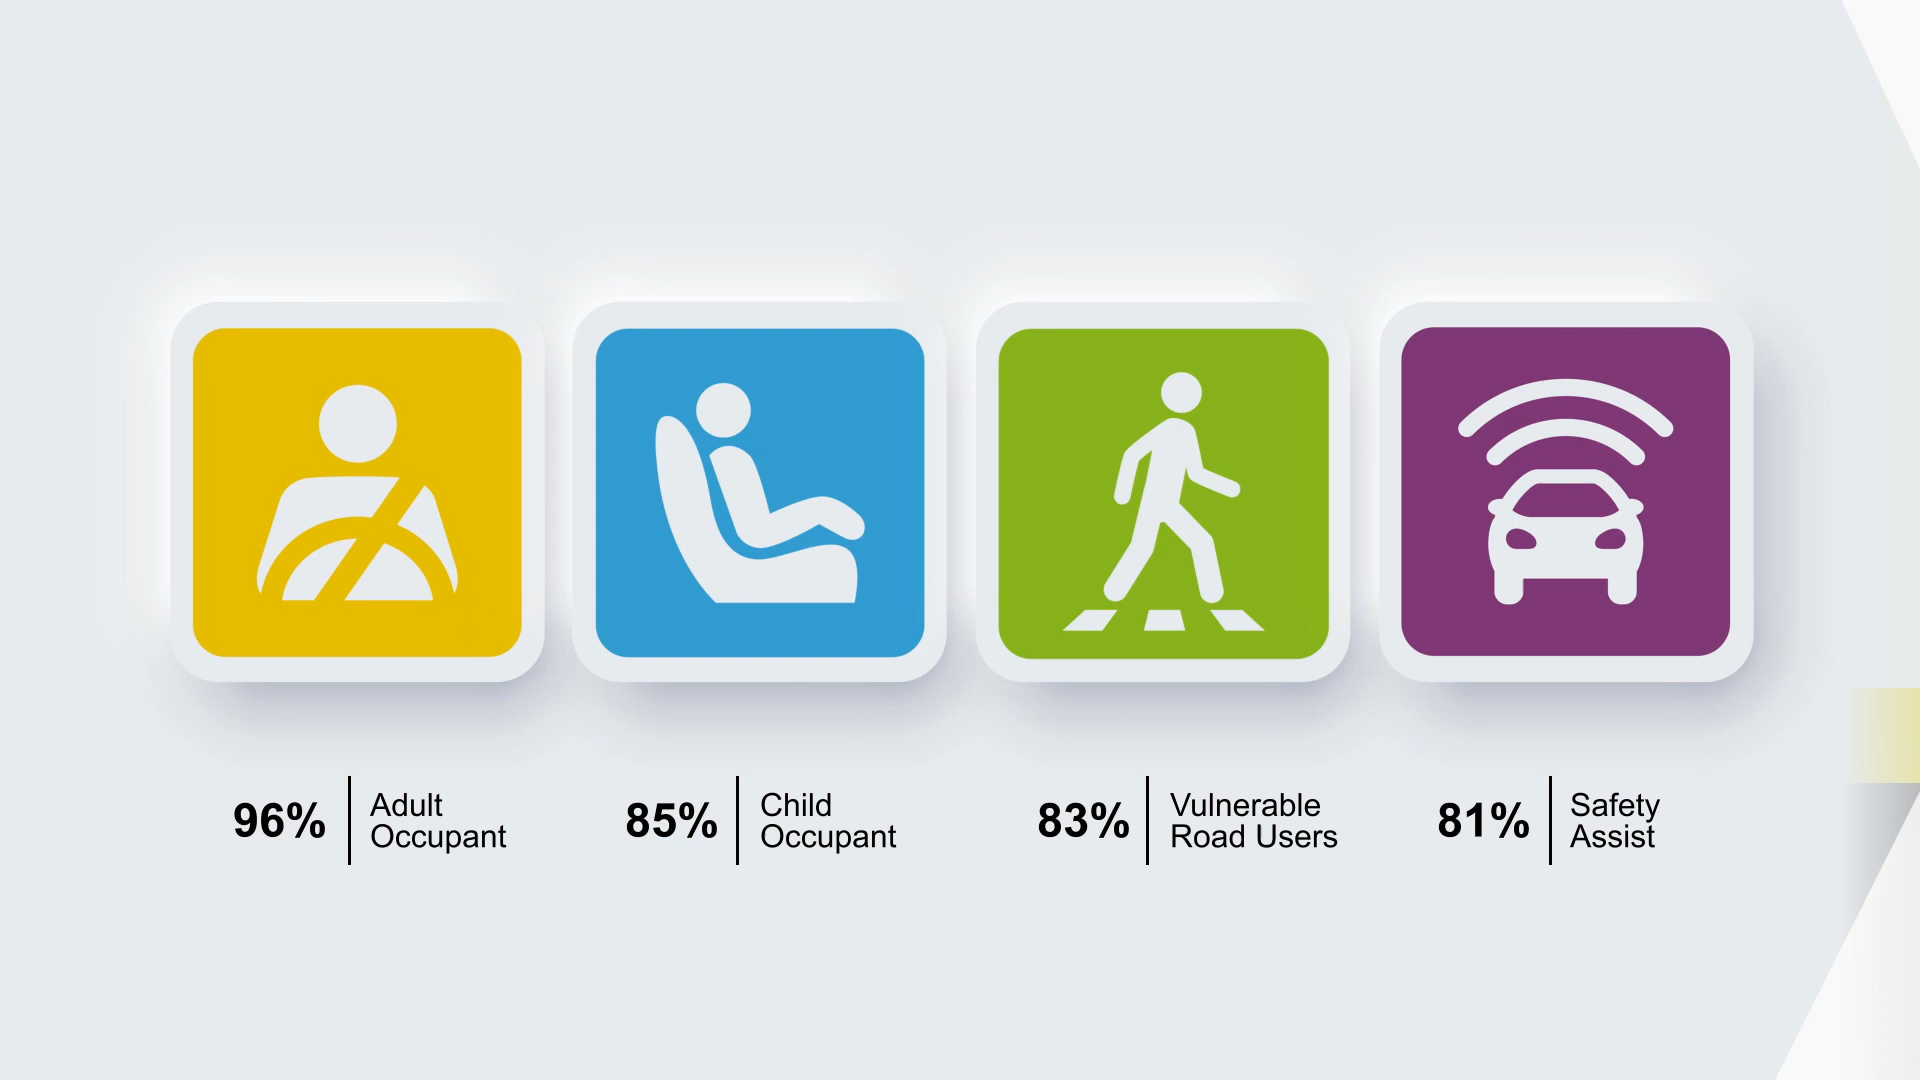 96%
Adult
Occupant
85%
Child
Occupant
83%
Vulnerable
Road Users
81%
Safety
Assist